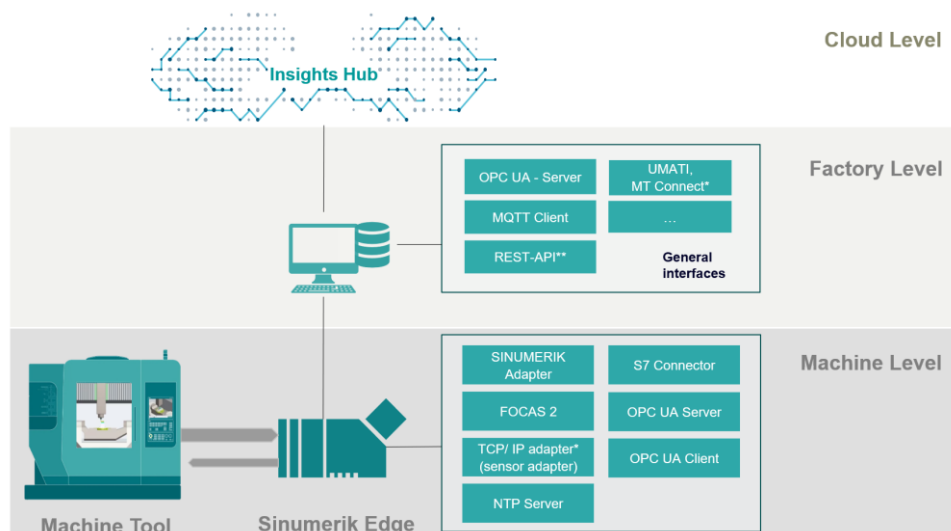 Cloud Level
Insights Hub
Factory Level
OPC UA - Server
UMATI,
MT Connect*
MQTT Client
...
REST-API**
General
interfaces
Machine Level
SINUMERIK
Adapter
S7 Connector
FOCAS 2
OPC UA Server
TCP/ IP adapter*
(sensor adapter)
OPC UA Client
NTP Server
Machine Tool
Sinumerik Edge